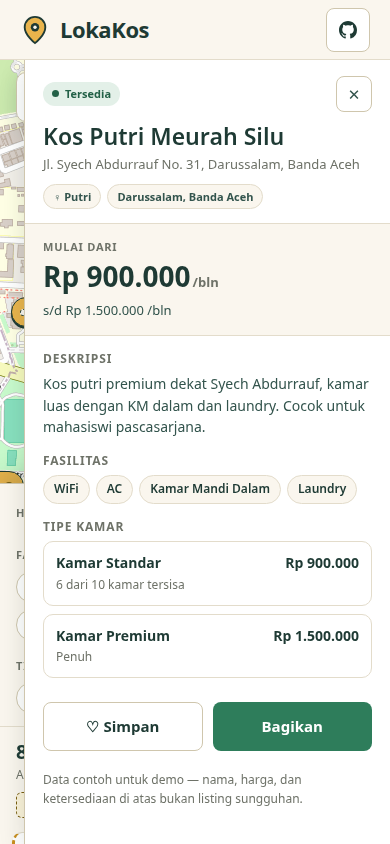 LokaKos
Tersedia
✕
Kos Putri Meurah Silu
Jl. Syech Abdurrauf No. 31, Darussalam, Banda Aceh
♀ Putri
Darussalam, Banda Aceh
MULAI DARI
Rp 900.000/bln
s/d Rp 1.500.000 /bln
DESKRIPSI
Kos putri premium dekat Syech Abdurrauf, kamar
luas dengan KM dalam dan laundry. Cocok untuk
mahasiswi pascasarjana.
FASILITAS
WiFi
AC
Kamar Mandi Dalam
Laundry
TIPE KAMAR
Kamar Standar
Rp 900.000
6 dari 10 kamar tersisa
Kamar Premium
Rp 1.500.000
Penuh
♡ Simpan
Bagikan
Data contoh untuk demo — nama, harga, dan
ketersediaan di atas bukan listing sungguhan.